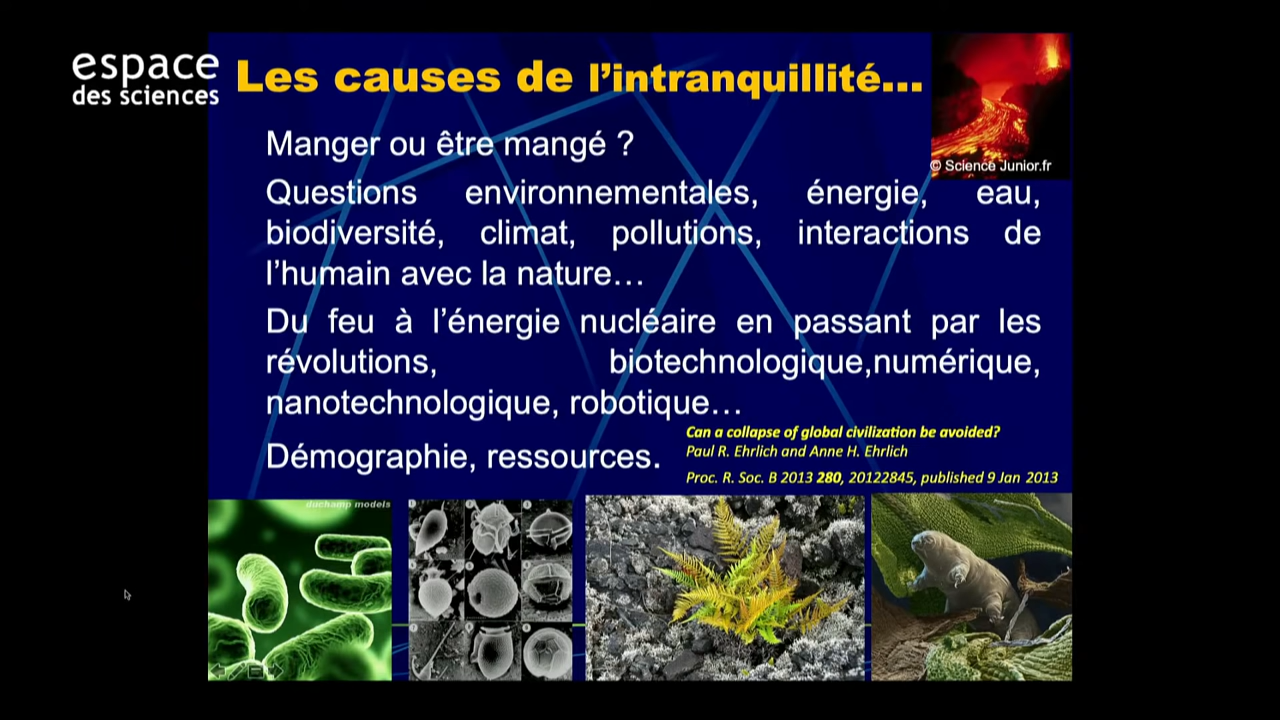 espace
des sciences
Les causes de l’intranquillité...
© Science Junior.fr
Manger ou être mangé ?
Questions environnementales, énergie, eau,
biodiversité, climat, pollutions, interactions de
l’humain avec la nature…
Du feu à l’énergie nucléaire en passant par les
révolutions, biotechnologique,numérique,
nanotechnologique, robotique…
Démographie, ressources.
Can a collapse of global civilization be avoided?
Paul R. Ehrlich and Anne H. Ehrlich
Proc. R. Soc. B 2013 280, 20122845, published 9 Jan 2013
duchamp models